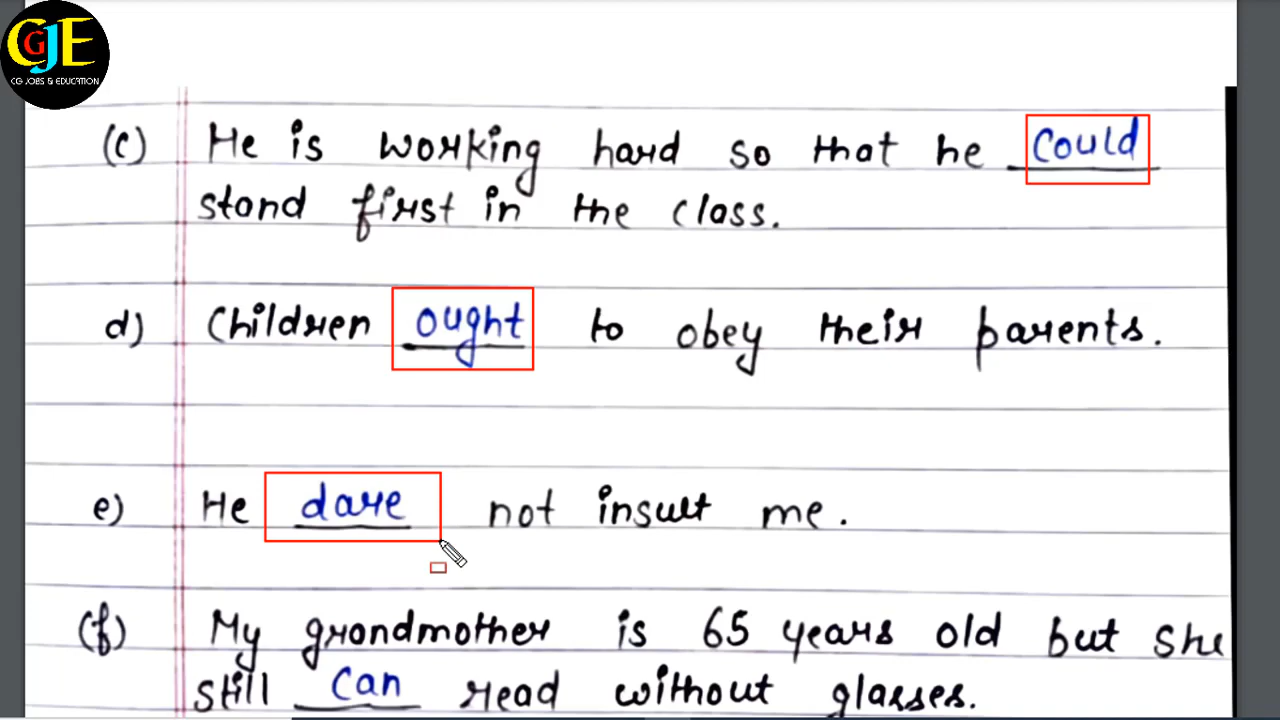 CGJE
CG JOBS & EDUCATION
(c) He is working hard so that he could
stand first in the class.
d) Children ought to obey their parents.
e) He dare not insult me.
(f) My grandmother is 65 years old but she
still can read without glasses.